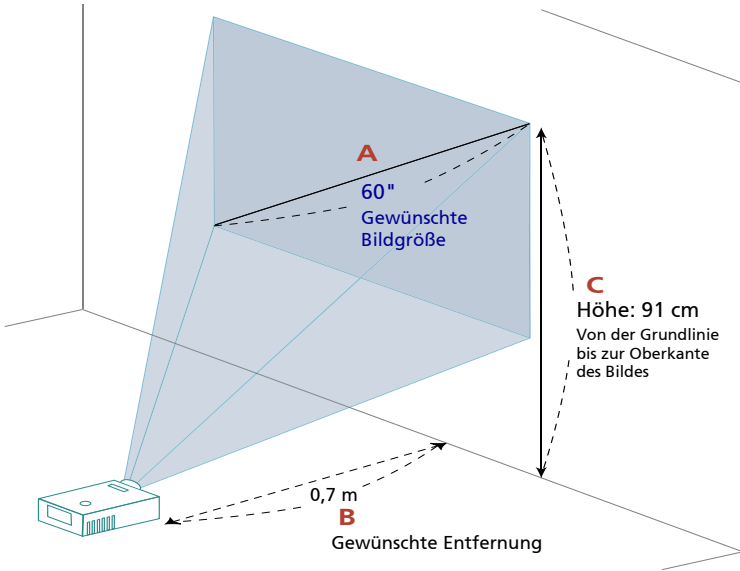 A
60"
Gewünschte
Bildgröße
C
Höhe: 91 cm
Von der Grundlinie
bis zur Oberkante
des Bildes
0,7 m
B
Gewünschte Entfernung